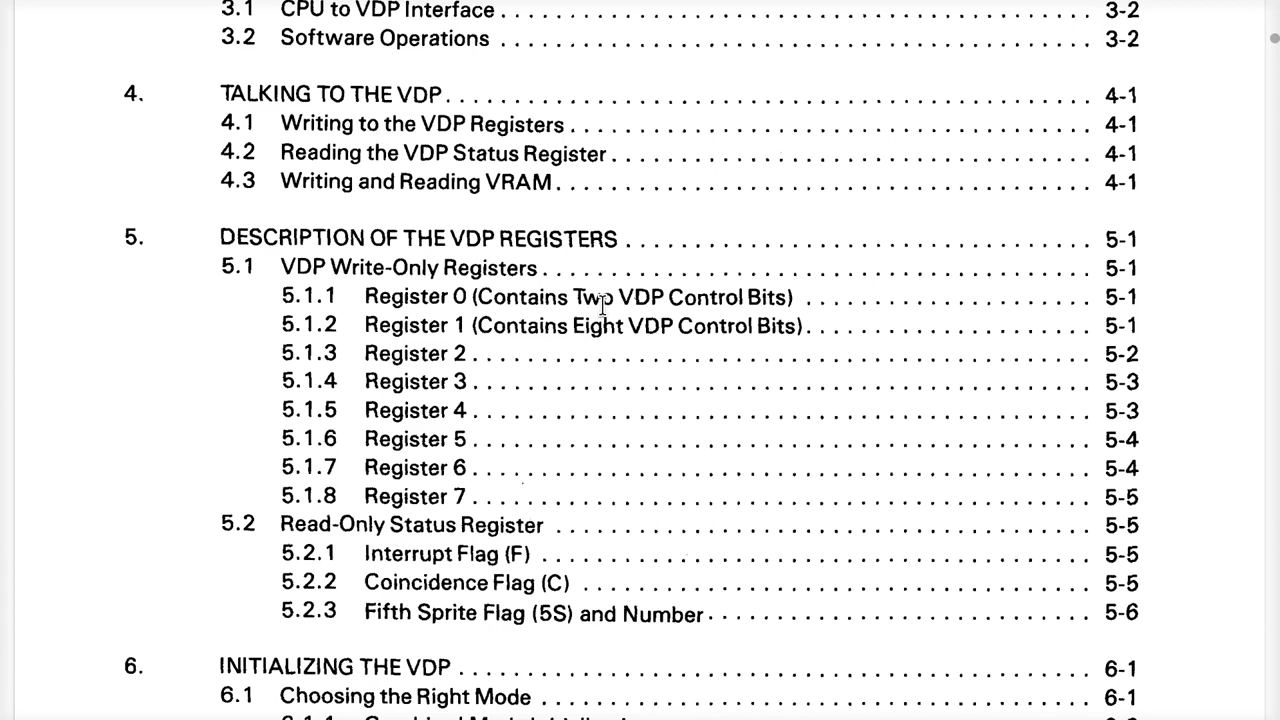 3.1 CPU to VDP Interface . . . . . . . . . . . . . . . . . . . . . . . . . . . . . . . . . . . . . . . . . . . 3-2
3.2 Software Operations . . . . . . . . . . . . . . . . . . . . . . . . . . . . . . . . . . . . . . . . . . . 3-2
4. TALKING TO THE VDP . . . . . . . . . . . . . . . . . . . . . . . . . . . . . . . . . . . . . . . . . . . . . . . 4-1
4.1 Writing to the VDP Registers . . . . . . . . . . . . . . . . . . . . . . . . . . . . . . . . . . . . . . 4-1
4.2 Reading the VDP Status Register . . . . . . . . . . . . . . . . . . . . . . . . . . . . . . . . . . . 4-1
4.3 Writing and Reading VRAM . . . . . . . . . . . . . . . . . . . . . . . . . . . . . . . . . . . . . . . 4-1
5. DESCRIPTION OF THE VDP REGISTERS . . . . . . . . . . . . . . . . . . . . . . . . . . . . . . . . . . 5-1
5.1 VDP Write-Only Registers . . . . . . . . . . . . . . . . . . . . . . . . . . . . . . . . . . . . . . . . 5-1
5.1.1 Register 0 (Contains Two VDP Control Bits) . . . . . . . . . . . . . . . . . . . . . 5-1
5.1.2 Register 1 (Contains Eight VDP Control Bits) . . . . . . . . . . . . . . . . . . . . . 5-1
5.1.3 Register 2 . . . . . . . . . . . . . . . . . . . . . . . . . . . . . . . . . . . . . . . . . . . . . 5-2
5.1.4 Register 3 . . . . . . . . . . . . . . . . . . . . . . . . . . . . . . . . . . . . . . . . . . . . . 5-3
5.1.5 Register 4 . . . . . . . . . . . . . . . . . . . . . . . . . . . . . . . . . . . . . . . . . . . . . 5-3
5.1.6 Register 5 . . . . . . . . . . . . . . . . . . . . . . . . . . . . . . . . . . . . . . . . . . . . . 5-4
5.1.7 Register 6 . . . . . . . . . . . . . . . . . . . . . . . . . . . . . . . . . . . . . . . . . . . . . 5-4
5.1.8 Register 7 . . . . . . . . . . . . . . . . . . . . . . . . . . . . . . . . . . . . . . . . . . . . . 5-5
5.2 Read-Only Status Register . . . . . . . . . . . . . . . . . . . . . . . . . . . . . . . . . . . . . . . 5-5
5.2.1 Interrupt Flag (F) . . . . . . . . . . . . . . . . . . . . . . . . . . . . . . . . . . . . . . . . 5-5
5.2.2 Coincidence Flag (C) . . . . . . . . . . . . . . . . . . . . . . . . . . . . . . . . . . . . . 5-5
5.2.3 Fifth Sprite Flag (5S) and Number . . . . . . . . . . . . . . . . . . . . . . . . . . . . 5-6
6. INITIALIZING THE VDP . . . . . . . . . . . . . . . . . . . . . . . . . . . . . . . . . . . . . . . . . . . . . . 6-1
6.1 Choosing the Right Mode . . . . . . . . . . . . . . . . . . . . . . . . . . . . . . . . . . . . . . . . 6-1